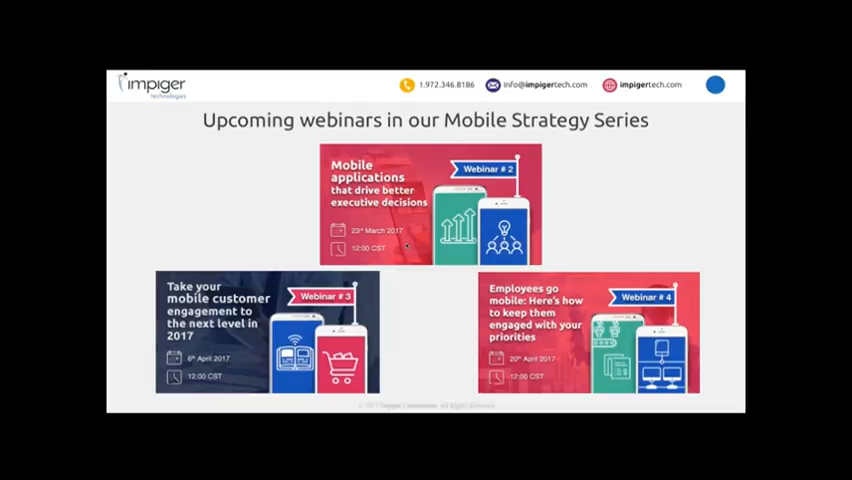 impiger
technologies
1.972.346.8186
info@impigertech.com
impigertech.com
Upcoming webinars in our Mobile Strategy Series
Mobile
applications
that drive better
executive decisions
Webinar # 2
23rd March 2017
12:00 CST
Take your
mobile customer
engagement to
the next level in
2017
Webinar # 3
6th April 2017
12:00 CST
Employees go
mobile: Here's how
to keep them
engaged with your
priorities
Webinar # 4
20th April 2017
12:00 CST
All Rights Reserved